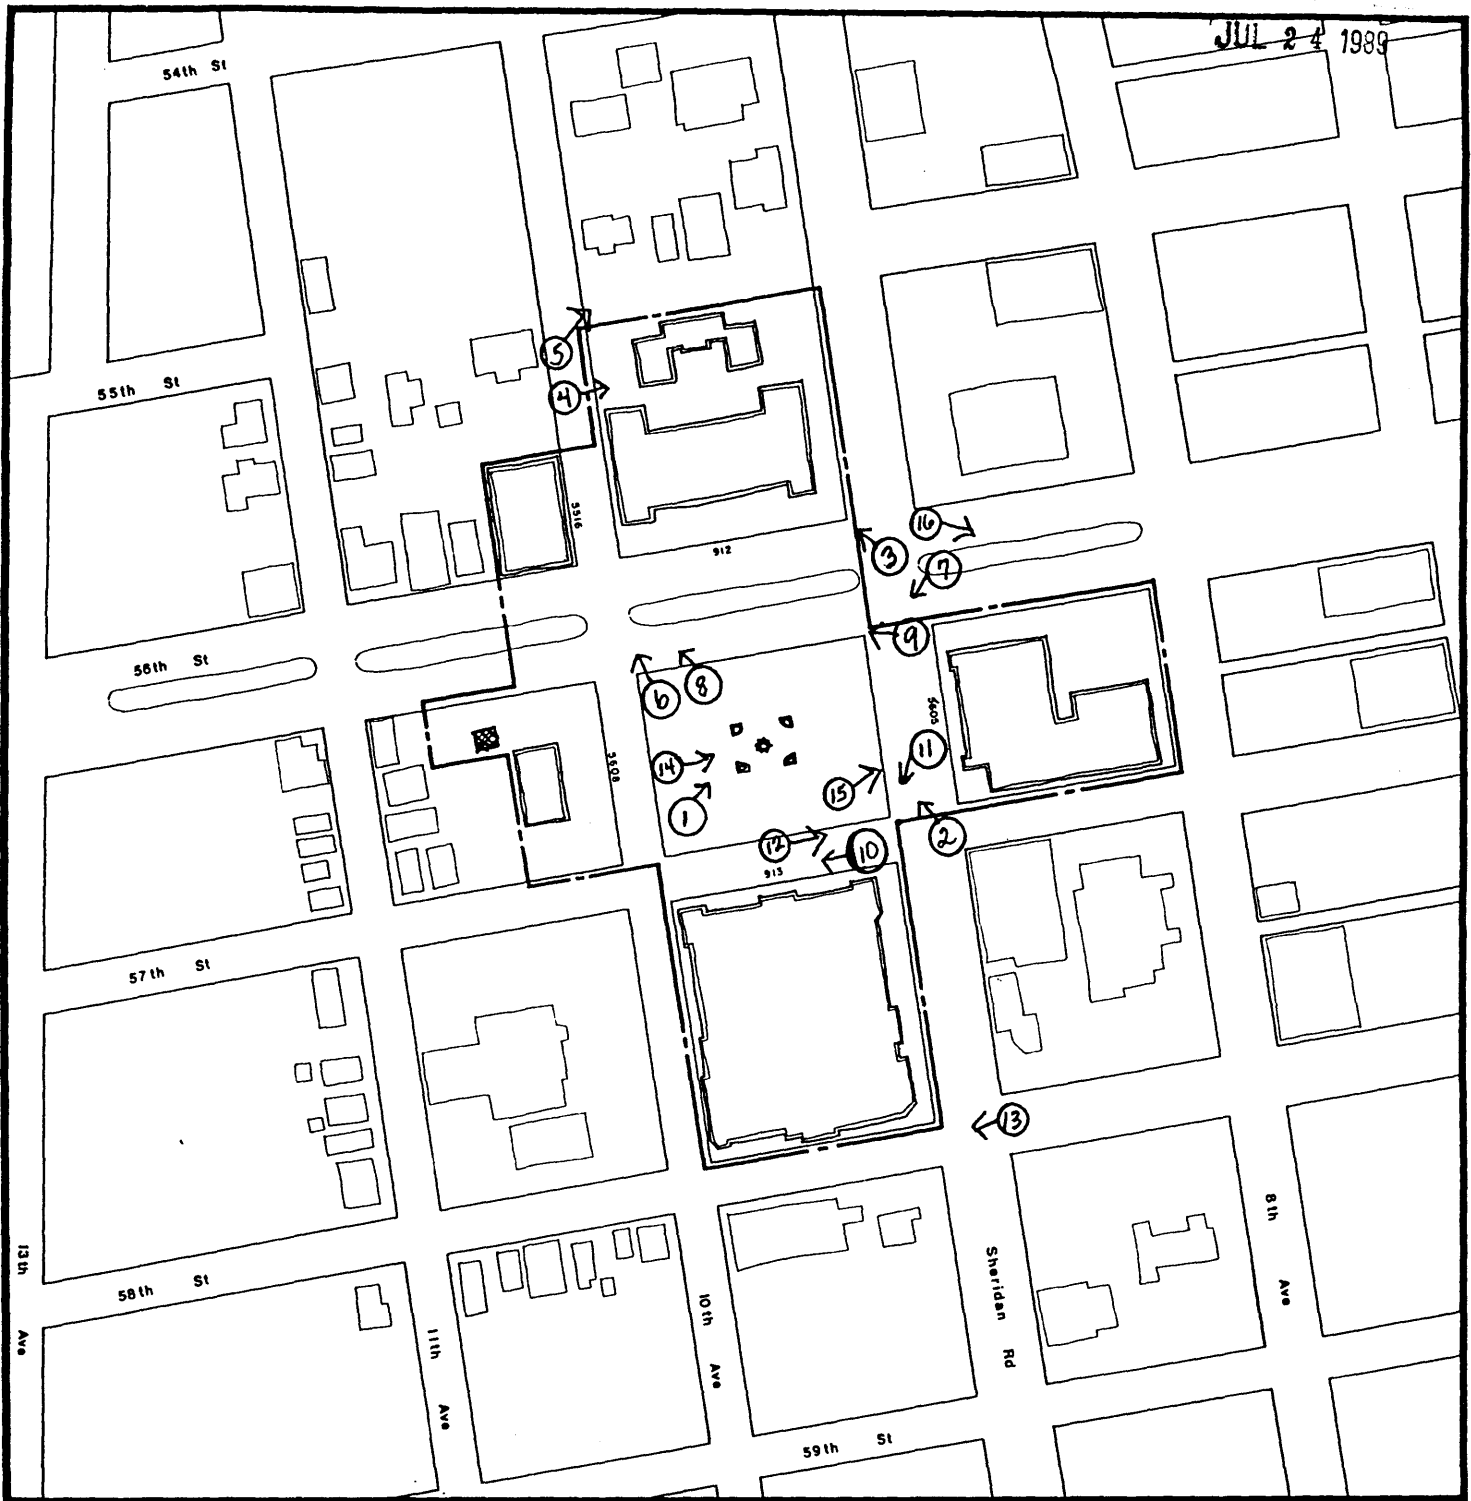 JUL 24 1989
54th St
5
55th St
4
5516
16
912
3
7
9
56th St
6
8
5605
11
5608
14
15
1
2
12
10
913
57th St
13
8th Ave
13th Ave
58th St
Sheridan Rd
10th Ave
11th Ave
59th St